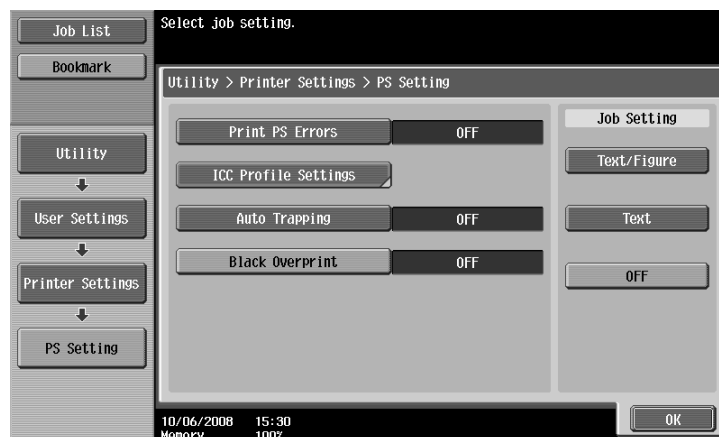 Job List
Bookmark
Select job setting.
Utility > Printer Settings > PS Setting
Utility
User Settings
Printer Settings
PS Setting
Print PS Errors OFF
ICC Profile Settings
Auto Trapping OFF
Black Overprint OFF
Job Setting
Text/Figure
Text
OFF
10/06/2008 15:30
Memory 100%
OK